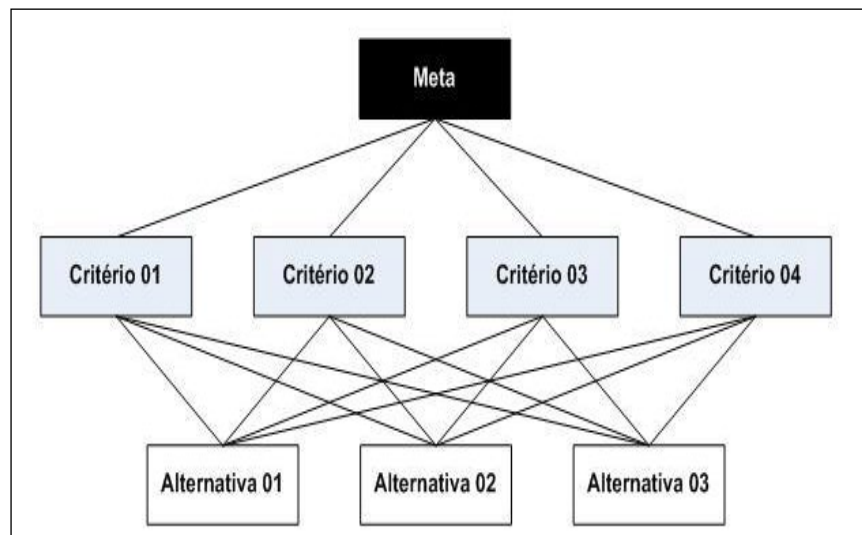 Meta
Critério 01
Critério 02
Critério 03
Critério 04
Alternativa 01
Alternativa 02
Alternativa 03